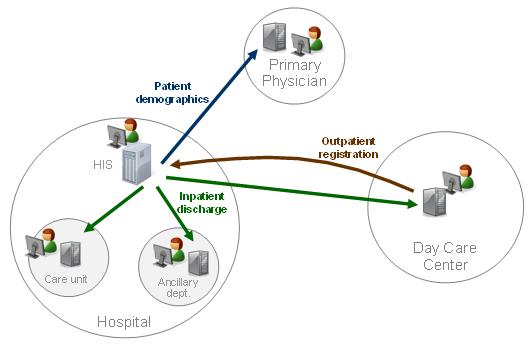 Primary
Physician
Patient
demographics
Outpatient
registration
HIS
Inpatient
discharge
Day Care
Center
Care unit
Ancillary
dept.
Hospital